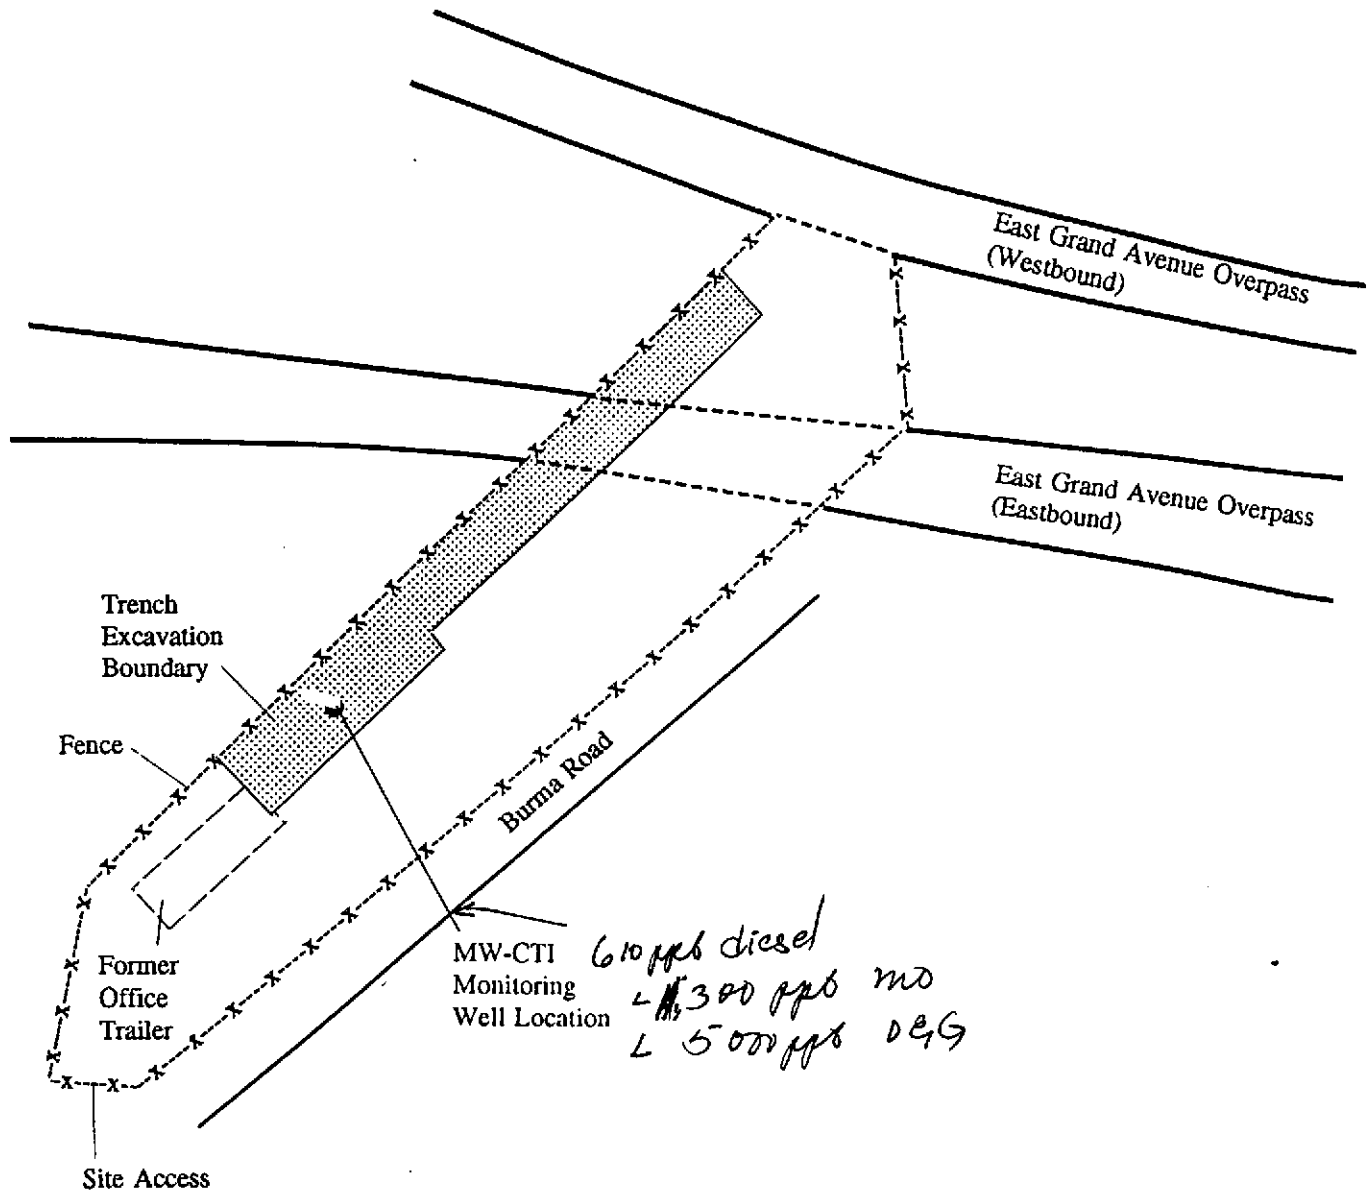 East Grand Avenue Overpass
(Westbound)
East Grand Avenue Overpass
(Eastbound)
Trench
Excavation
Boundary
Fence
Burma Road
Former
Office
Trailer
MW-CTI
Monitoring
Well Location
610 ppb diesel
300 ppb mo
5000 ppb O&G
Site Access